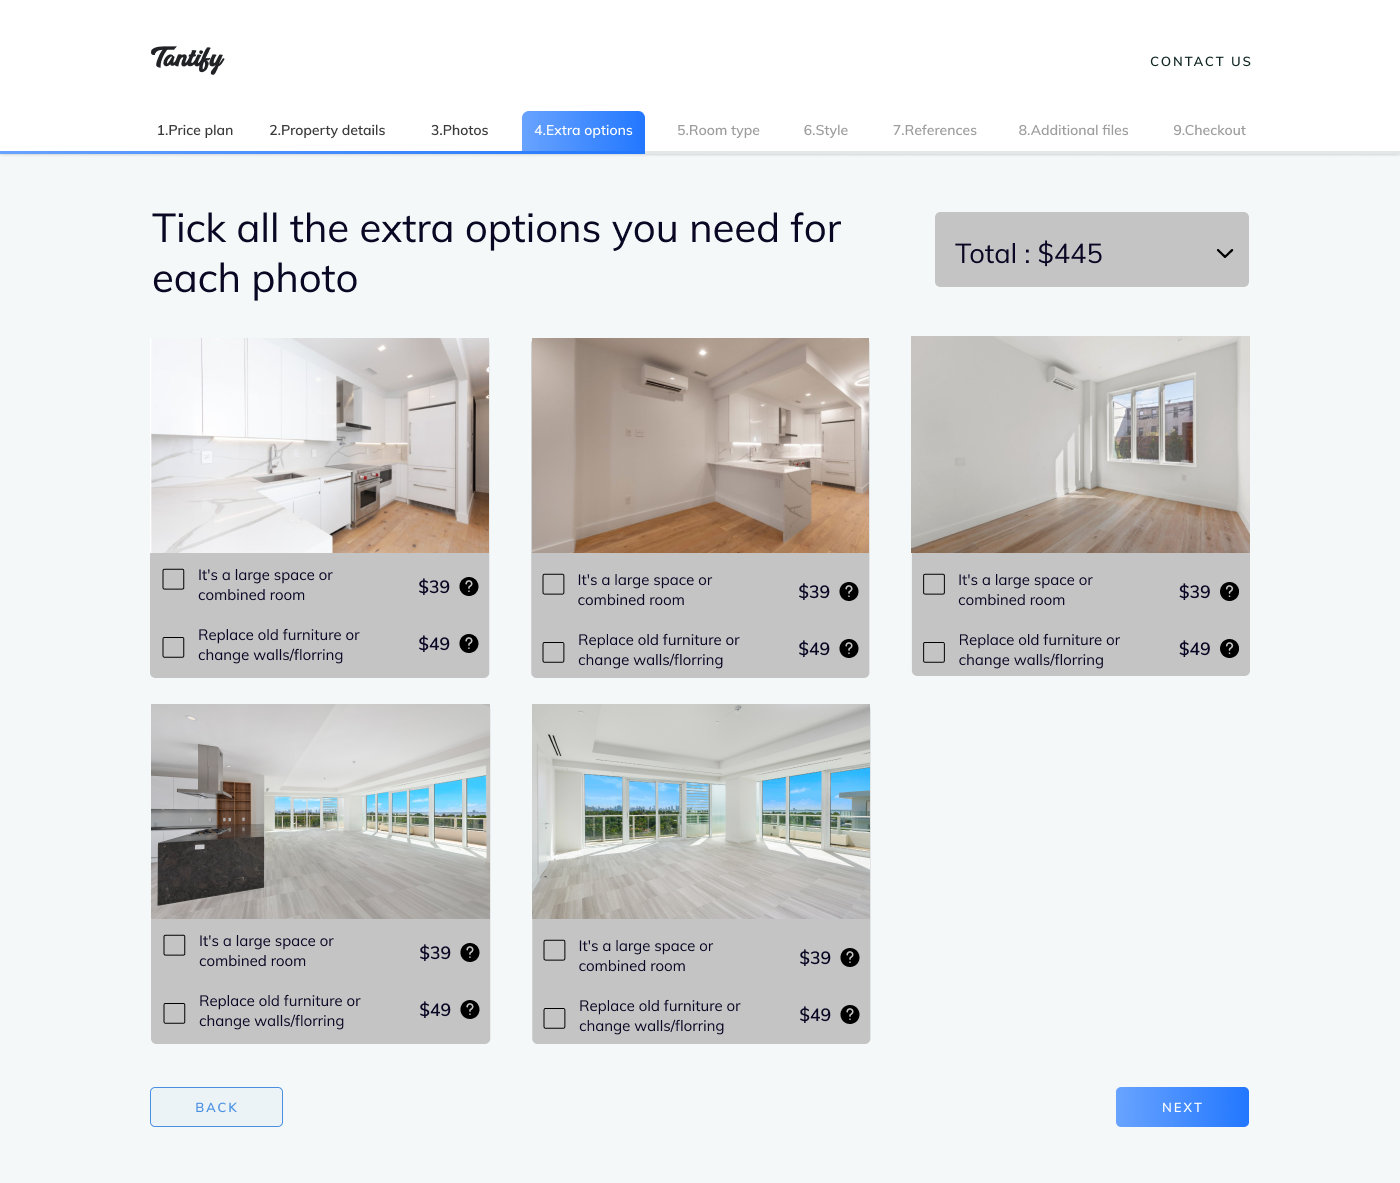 Tantify
CONTACT US
1.Price plan
2.Property details
3.Photos
4.Extra options
5.Room type
6.Style
7.References
8.Additional files
9.Checkout
Tick all the extra options you need for
each photo
Total : $445
It's a large space or
combined room
$39 ?
Replace old furniture or
change walls/florring
$49 ?
It's a large space or
combined room
$39 ?
Replace old furniture or
change walls/florring
$49 ?
It's a large space or
combined room
$39 ?
Replace old furniture or
change walls/florring
$49 ?
It's a large space or
combined room
$39 ?
Replace old furniture or
change walls/florring
$49 ?
It's a large space or
combined room
$39 ?
Replace old furniture or
change walls/florring
$49 ?
BACK
NEXT